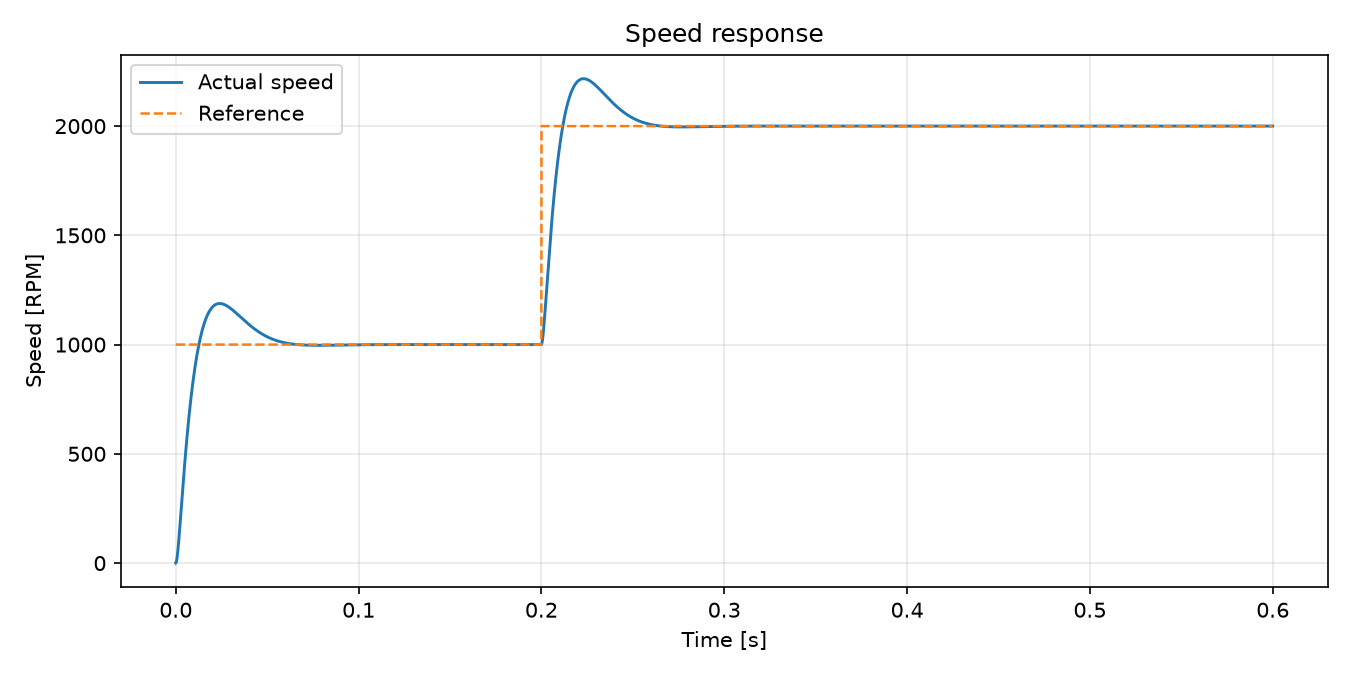 Speed response
Actual speed
Reference
Speed [RPM]
2000
1500
1000
500
0
0.0 0.1 0.2 0.3 0.4 0.5 0.6
Time [s]